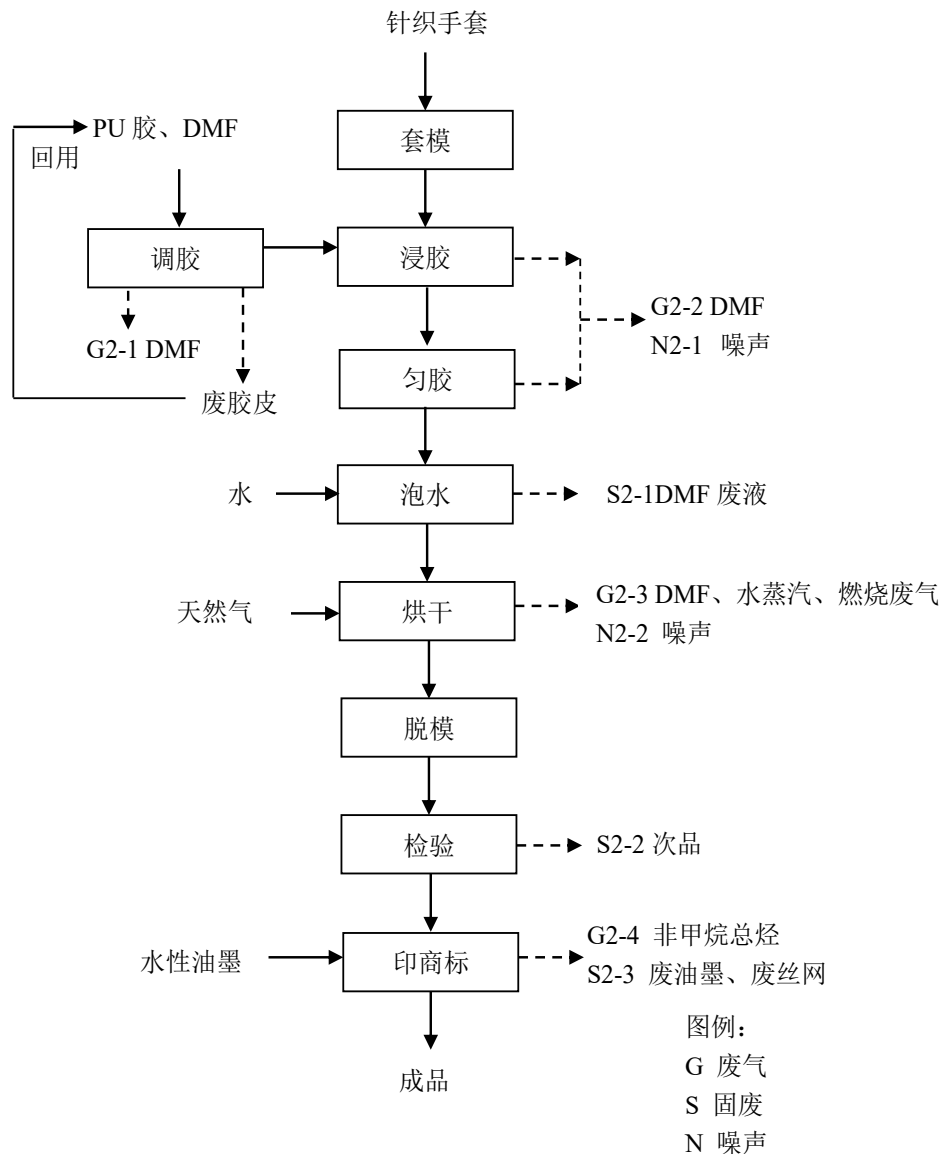 针织手套
PU 胶、DMF
回用
套模
调胶
浸胶
G2-1 DMF
G2-2 DMF
N2-1 噪声
匀胶
废胶皮
水
泡水
S2-1DMF 废液
天然气
烘干
G2-3 DMF、水蒸汽、燃烧废气
N2-2 噪声
脱模
检验
S2-2 次品
水性油墨
印商标
G2-4 非甲烷总烃
S2-3 废油墨、废丝网
成品
图例：
G 废气
S 固废
N 噪声